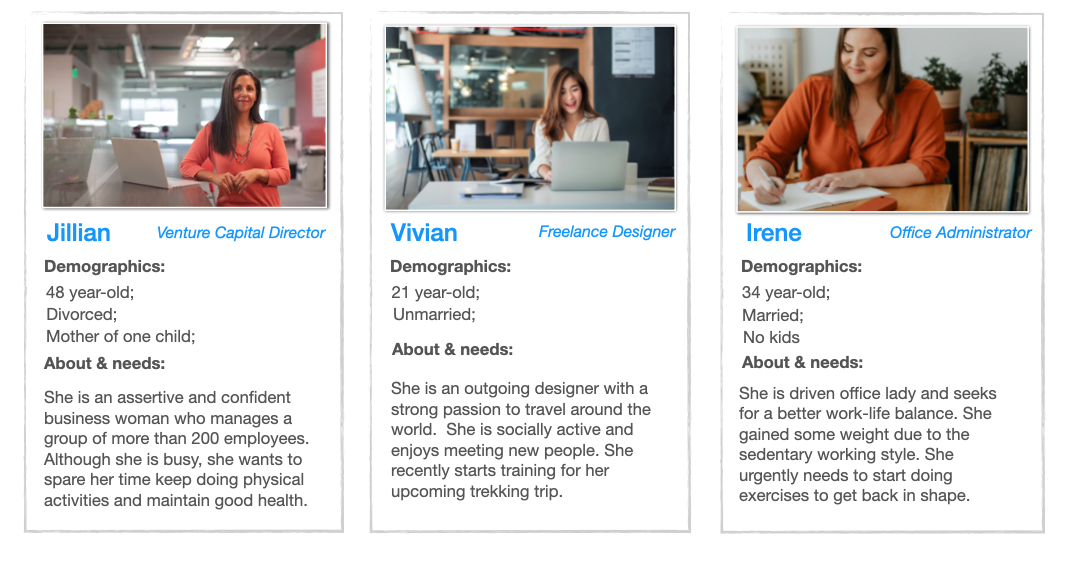 Jillian
Venture Capital Director
Demographics:
48 year-old;
Divorced;
Mother of one child;
About & needs:
She is an assertive and confident
business woman who manages a
group of more than 200 employees.
Although she is busy, she wants to
spare her time keep doing physical
activities and maintain good health.
Vivian
Freelance Designer
Demographics:
21 year-old;
Unmarried;
About & needs:
She is an outgoing designer with a
strong passion to travel around the
world.  She is socially active and
enjoys meeting new people. She
recently starts training for her
upcoming trekking trip.
Irene
Office Administrator
Demographics:
34 year-old;
Married;
No kids
About & needs:
She is driven office lady and seeks
for a better work-life balance. She
gained some weight due to the
sedentary working style. She
urgently needs to start doing
exercises to get back in shape.